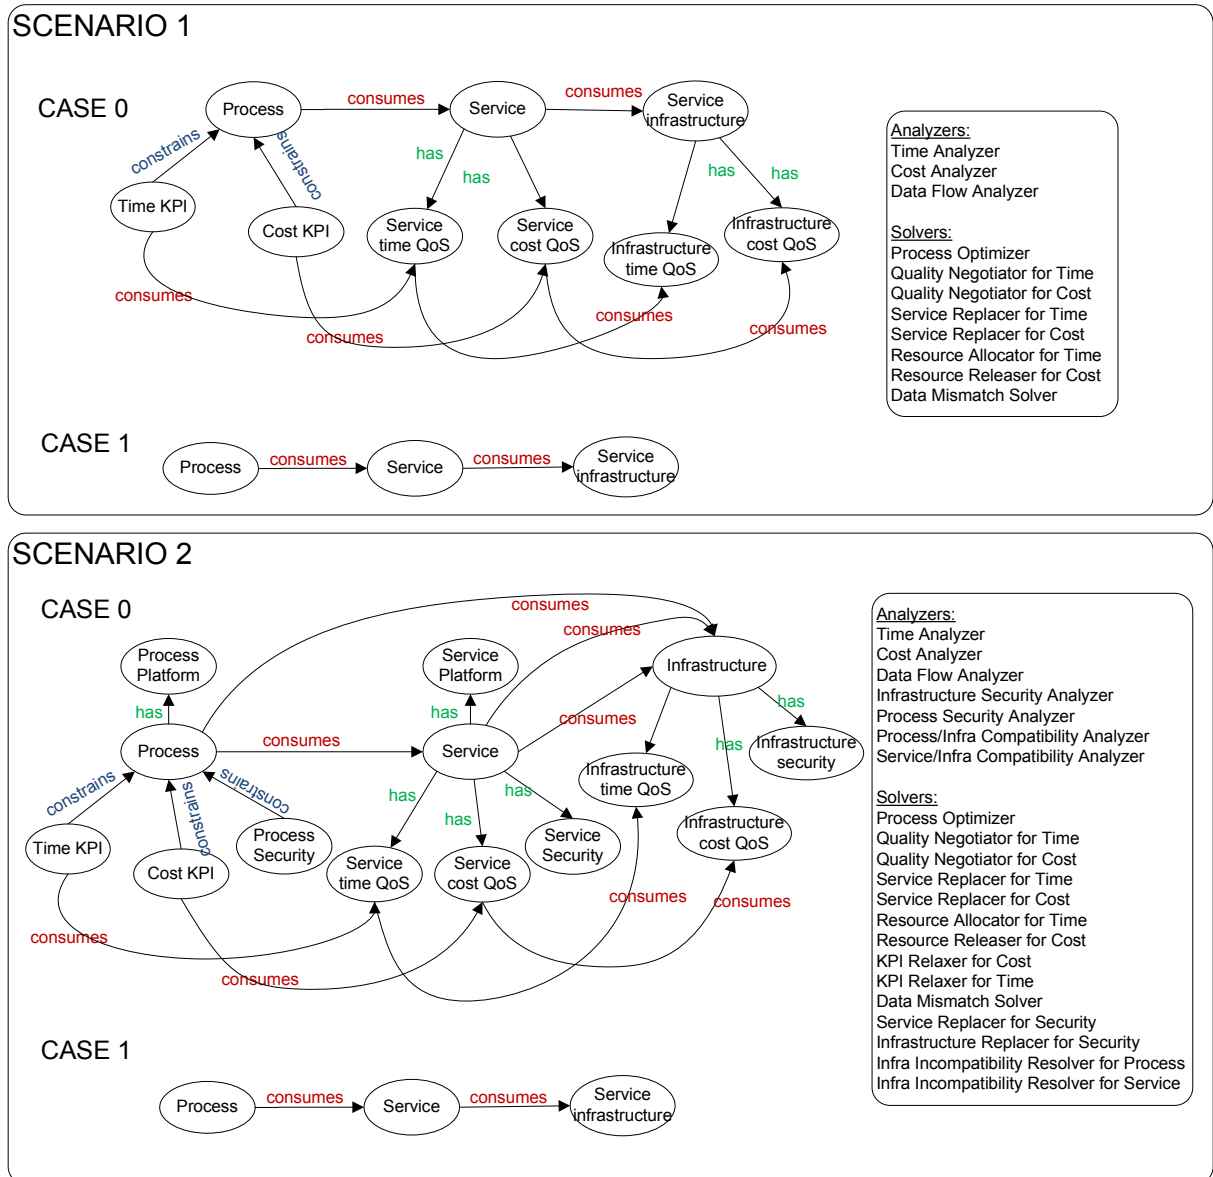 SCENARIO 1
CASE 0
Process
consumes
Service
consumes
Service
infrastructure
constrains
constrains
has
has
has
has
Time KPI
Cost KPI
Service
time QoS
Service
cost QoS
Infrastructure
time QoS
Infrastructure
cost QoS
consumes
consumes
consumes
consumes
Analyzers:
Time Analyzer
Cost Analyzer
Data Flow Analyzer
Solvers:
Process Optimizer
Quality Negotiator for Time
Quality Negotiator for Cost
Service Replacer for Time
Service Replacer for Cost
Resource Allocator for Time
Resource Releaser for Cost
Data Mismatch Solver
CASE 1
Process
consumes
Service
consumes
Service
infrastructure
SCENARIO 2
CASE 0
consumes
consumes
Process
Platform
Service
Platform
Infrastructure
has
has
has
Process
consumes
Service
consumes
has
Infrastructure
security
constrains
constrains
constrains
Infrastructure
time QoS
has
has
has
Time KPI
Cost KPI
Process
Security
Service
time QoS
Service
cost QoS
Service
Security
Infrastructure
cost QoS
consumes
consumes
consumes
consumes
Analyzers:
Time Analyzer
Cost Analyzer
Data Flow Analyzer
Infrastructure Security Analyzer
Process Security Analyzer
Process/Infra Compatibility Analyzer
Service/Infra Compatibility Analyzer
Solvers:
Process Optimizer
Quality Negotiator for Time
Quality Negotiator for Cost
Service Replacer for Time
Service Replacer for Cost
Resource Allocator for Time
Resource Releaser for Cost
KPI Relaxer for Cost
KPI Relaxer for Time
Data Mismatch Solver
Service Replacer for Security
Infrastructure Replacer for Security
Infra Incompatibility Resolver for Process
Infra Incompatibility Resolver for Service
CASE 1
Process
consumes
Service
consumes
Service
infrastructure